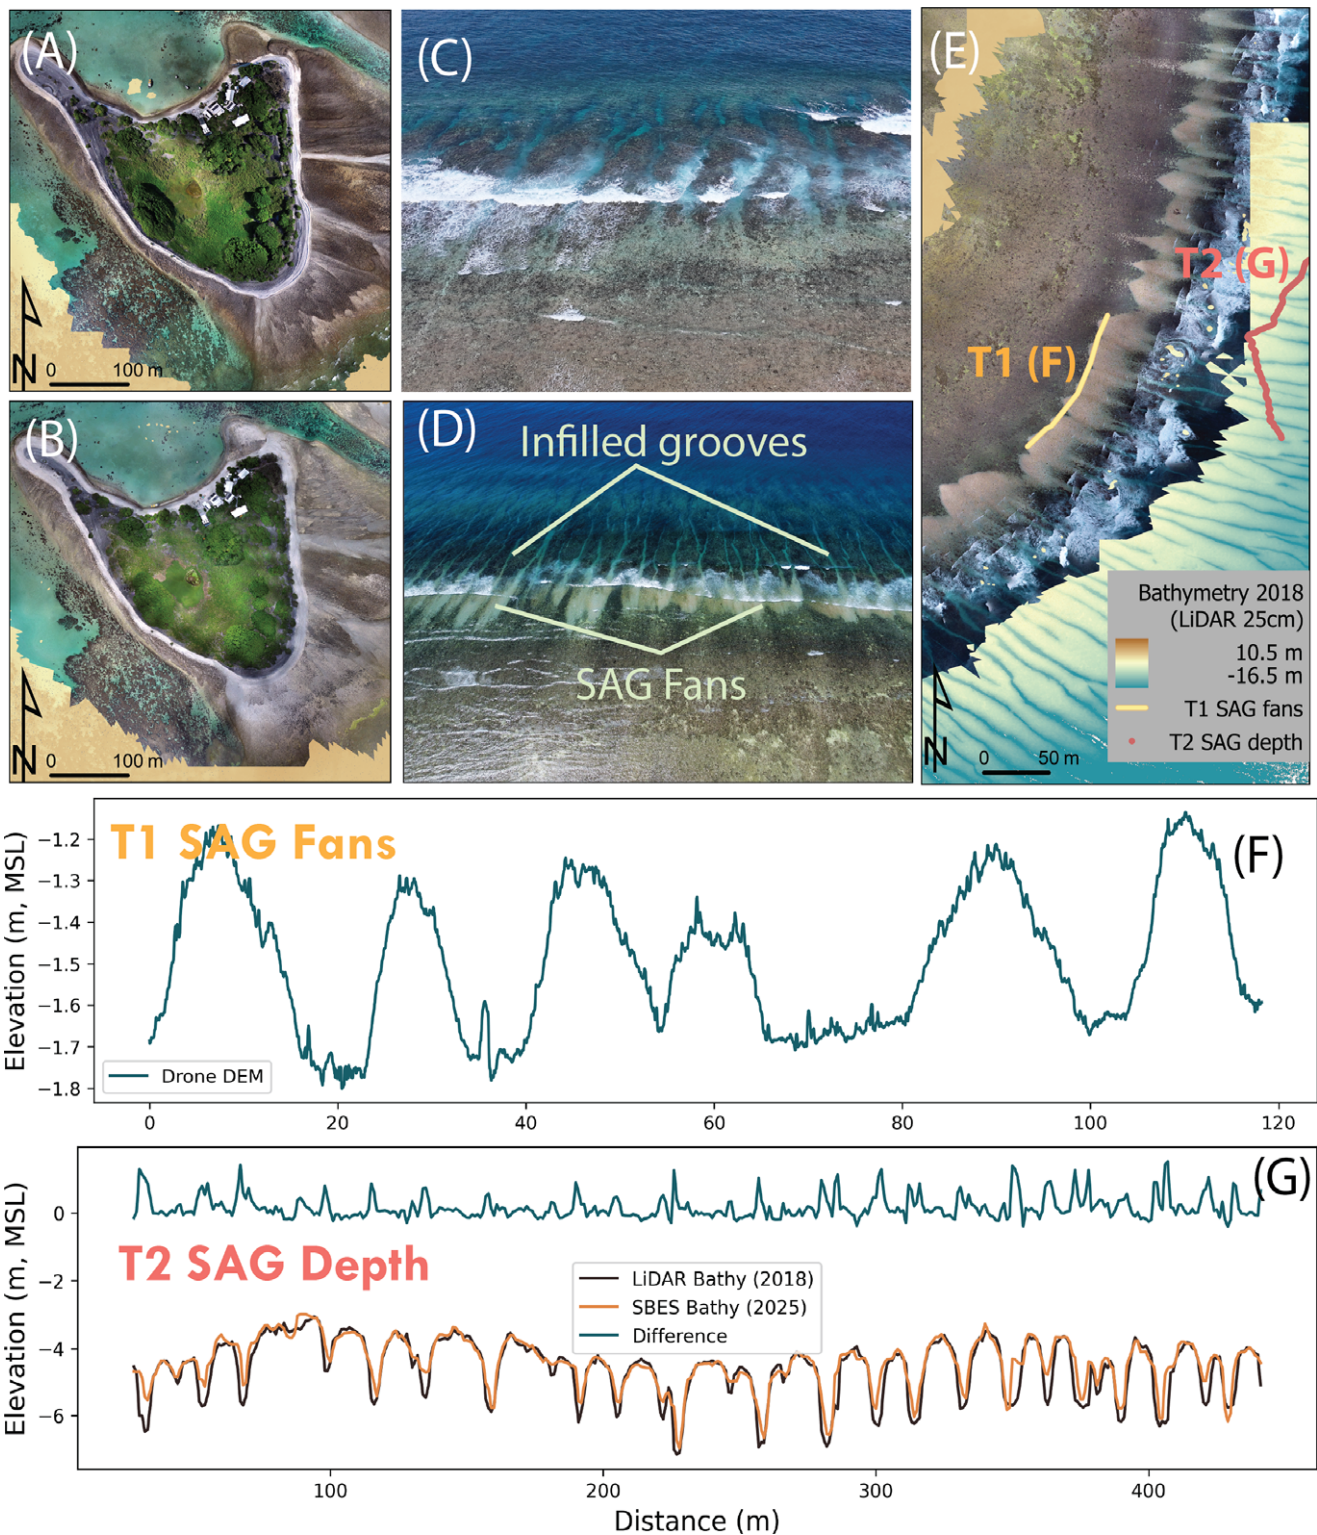 (A)
N
0 100 m
(B)
N
0 100 m
(C)
(D)
Infilled grooves
SAG Fans
(E)
T2 (G)
T1 (F)
Bathymetry 2018
(LiDAR 25cm)
10.5 m
-16.5 m
T1 SAG fans
T2 SAG depth
N
0 50 m
T1 SAG Fans
(F)
Elevation (m, MSL)
−1.2
−1.3
−1.4
−1.5
−1.6
−1.7
−1.8
Drone DEM
0 20 40 60 80 100 120
(G)
Elevation (m, MSL)
0
−2
−4
−6
T2 SAG Depth
LiDAR Bathy (2018)
SBES Bathy (2025)
Difference
100 200 300 400
Distance (m)